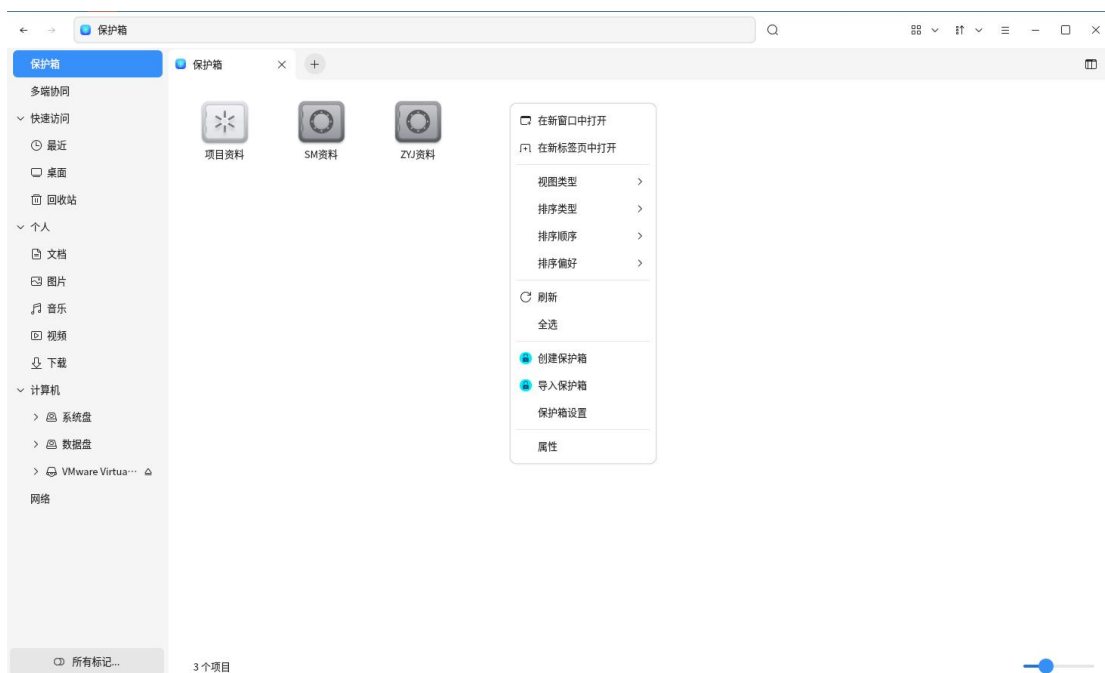 保护箱
保护箱
多端协同
快速访问
最近
桌面
回收站
个人
文档
图片
音乐
视频
下载
计算机
系统盘
数据盘
VMware Virtua…
网络
所有标记...
保护箱
项目资料
SM资料
ZYJ资料
在新窗口中打开
在新标签页中打开
视图类型
排序类型
排序顺序
排序偏好
刷新
全选
创建保护箱
导入保护箱
保护箱设置
属性
3 个项目